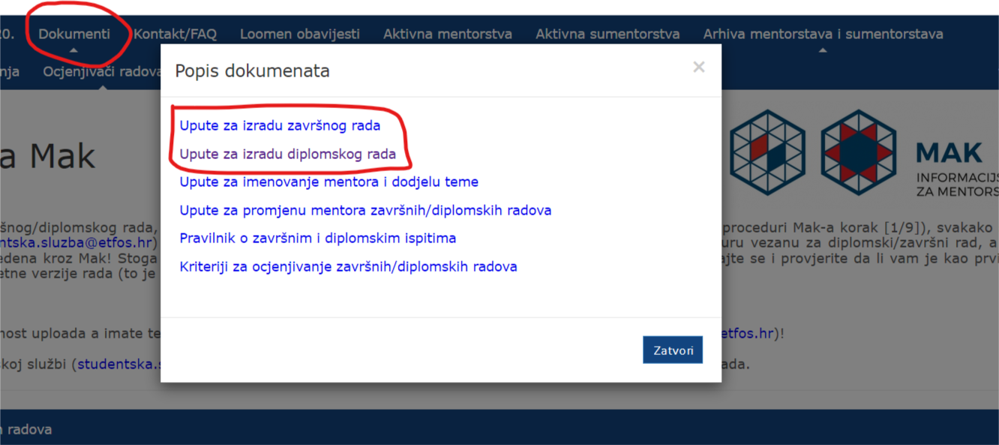 0. Dokumenti Kontakt/FAQ Loomen obavijesti Aktivna mentorstva Aktivna sumentorstva Arhiva mentorstava i sumentorstava
nja Ocjenjivači radova
Popis dokumenata ×
Upute za izradu završnog rada
Upute za izradu diplomskog rada
Upute za imenovanje mentora i dodjelu teme
Upute za promjenu mentora završnih/diplomskih radova
Pravilnik o završnim i diplomskim ispitima
Kriteriji za ocjenjivanje završnih/diplomskih radova
Zatvori
a Mak
MAK
INFORMACIJS
ZA MENTORS
šnog/diplomskog rada, proceduri Mak-a korak [1/9]), svakako
ntska.sluzba@etfos.hr) uru vezanu za diplomski/završni rad, a
edena kroz Mak! Stoga ajte se i provjerite da li vam je kao prvi
etne verzije rada (to je
nost uploada a imate te etfos.hr)!
koj službi (studentska.s ada.
radova